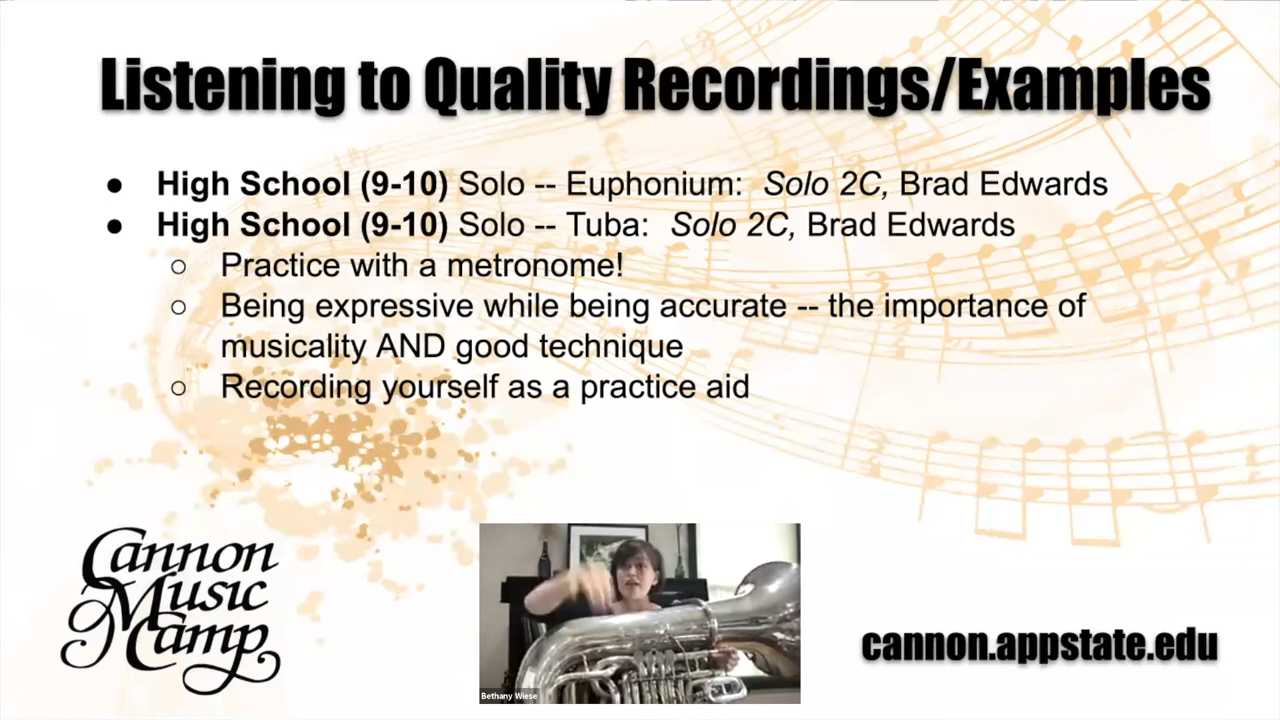 Listening to Quality Recordings/Examples
● High School (9-10) Solo -- Euphonium: Solo 2C, Brad Edwards
● High School (9-10) Solo -- Tuba: Solo 2C, Brad Edwards
○ Practice with a metronome!
○ Being expressive while being accurate -- the importance of
musicality AND good technique
○ Recording yourself as a practice aid
Cannon
Music
Camp
Bethany Wiese
cannon.appstate.edu